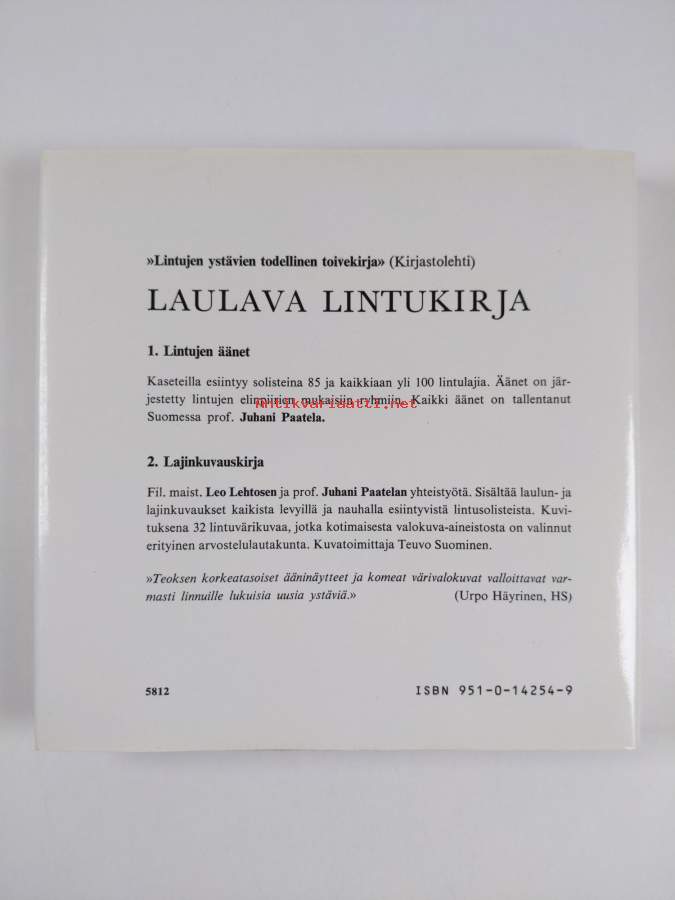 »Lintujen ystävien todellinen toivekirja» (Kirjastolehti)
LAULAVA LINTUKIRJA
1. Lintujen äänet
Kaseteilla esiintyy solisteina 85 ja kaikkiaan yli 100 lintulajia. Äänet on jär-
jestetty lintujen elinpiirien mukaisiin ryhmiin. Kaikki äänet on tallentanut
antikvariaatti.net
Suomessa prof. Juhani Paatela.
2. Lajinkuvauskirja
Fil. maist. Leo Lehtosen ja prof. Juhani Paatelan yhteistyötä. Sisältää laulun- ja
lajinkuvaukset kaikista levyillä ja nauhalla esiintyvistä lintusolisteista. Kuvi-
tuksena 32 lintuvärikuvaa, jotka kotimaisesta valokuva-aineistosta on valinnut
erityinen arvostelulautakunta. Kuvatoimittaja Teuvo Suominen.
»Teoksen korkeatasoiset ääninäytteet ja komeat värivalokuvat valloittavat var-
masti linnuille lukuisia uusia ystäviä.» (Urpo Häyrinen, HS)
5812 ISBN 951-0-14254-9